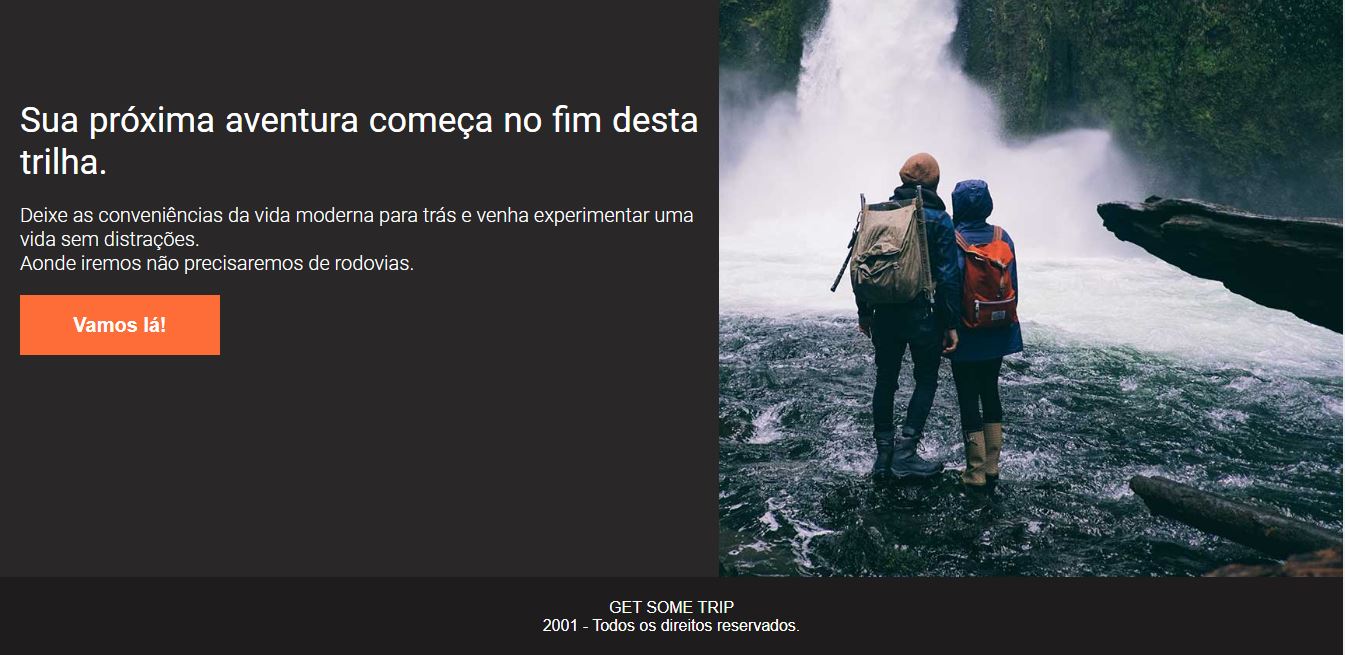 Sua próxima aventura começa no fim desta
trilha.
Deixe as conveniências da vida moderna para trás e venha experimentar uma
vida sem distrações.
Aonde iremos não precisaremos de rodovias.
Vamos lá!
GET SOME TRIP
2001 - Todos os direitos reservados.